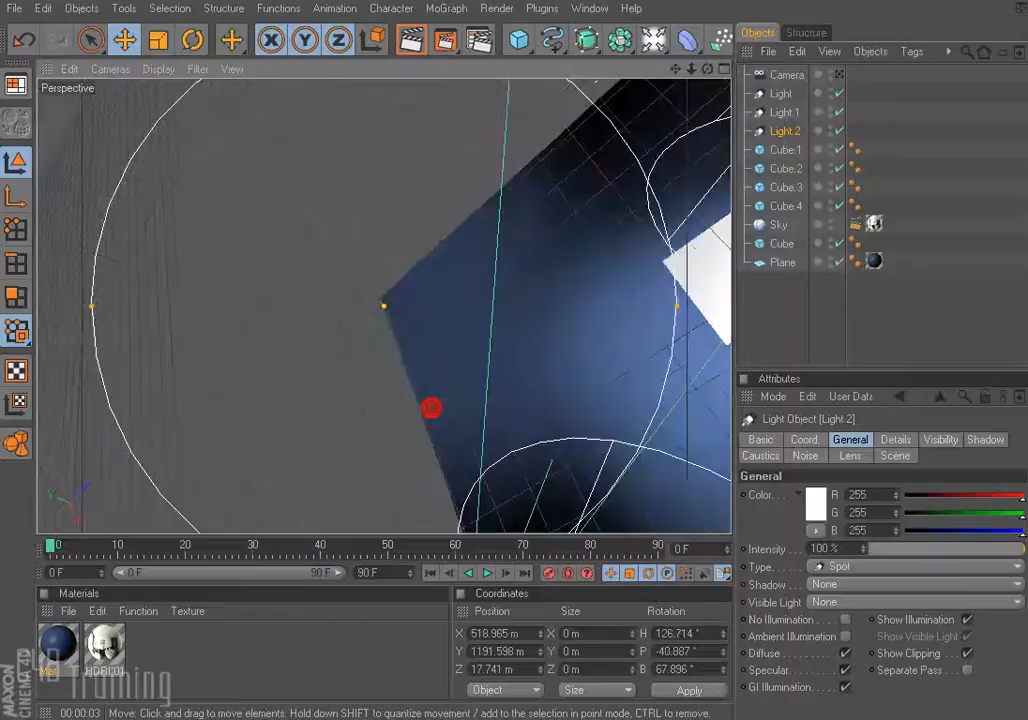 File Edit Objects Tools Selection Structure Functions Animation Character MoGraph Render Plugins Window Help
X Y Z
Objects Structure
File Edit View Objects Tags
Edit Cameras Display Filter View
Perspective
Camera
Light
Light.1
Light.2
Cube.1
Cube.2
Cube.3
Cube.4
Sky
Cube
Plane
Attributes
Mode Edit User Data
Light Object [Light.2]
Basic Coord. General Details Visibility Shadow
Caustics Noise Lens Scene
General
Color... R 255
G 255
B 255
Intensity 100 %
Type Spot
Shadow None
Visible Light None
No Illumination Show Illumination
Ambient Illumination Show Visible Light
Diffuse Show Clipping
Specular Separate Pass
GI Illumination
0 10 20 30 40 50 60 70 80 90 0 F
0 F 0 F 90 F 90 F
Materials
File Edit Function Texture
Mat HDRI.01
Coordinates
Position Size Rotation
X 518.965 m X 0 m H 126.714 °
Y 1191.598 m Y 0 m P -40.887 °
Z 17.741 m Z 0 m B 67.896 °
Object Size Apply
MAXON CINEMA 4D
Training
00:00:03 Move: Click and drag to move elements. Hold down SHIFT to quantize movement / add to the selection in point mode, CTRL to remove.